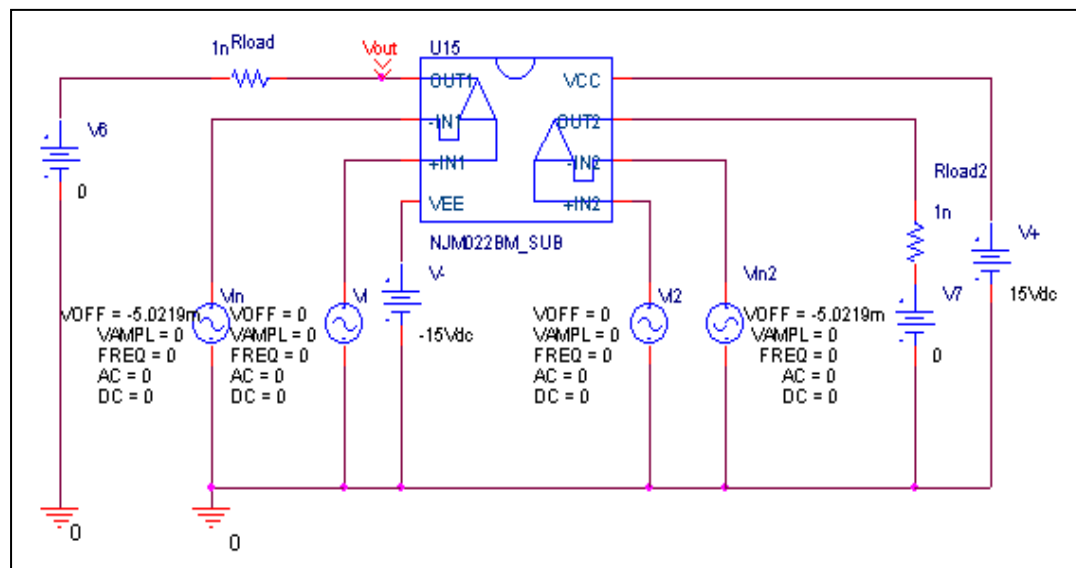 1n
Rload
Vout
U15
OUT1
VCC
-IN1
OUT2
+IN1
-IN2
VEE
+IN2
NJM022BM_SUB
V6
0
Rload2
1n
V+
15Vdc
V7
0
V-
-15Vdc
Vin
VOFF = -5.0219m
VAMPL = 0
FREQ = 0
AC = 0
DC = 0
VOFF = 0
VAMPL = 0
FREQ = 0
AC = 0
DC = 0
VI2
VOFF = 0
VAMPL = 0
FREQ = 0
AC = 0
DC = 0
Vin2
VOFF = -5.0219m
VAMPL = 0
FREQ = 0
AC = 0
DC = 0
0
0